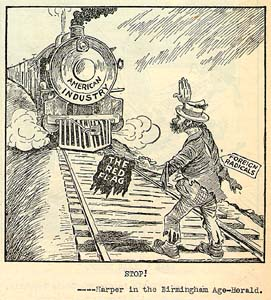 AMERICAN
INDUSTRY
THE
RED
FLAG
FOREIGN
RADICALS
STOP!
----Harper in the Birmingham Age-Herald.